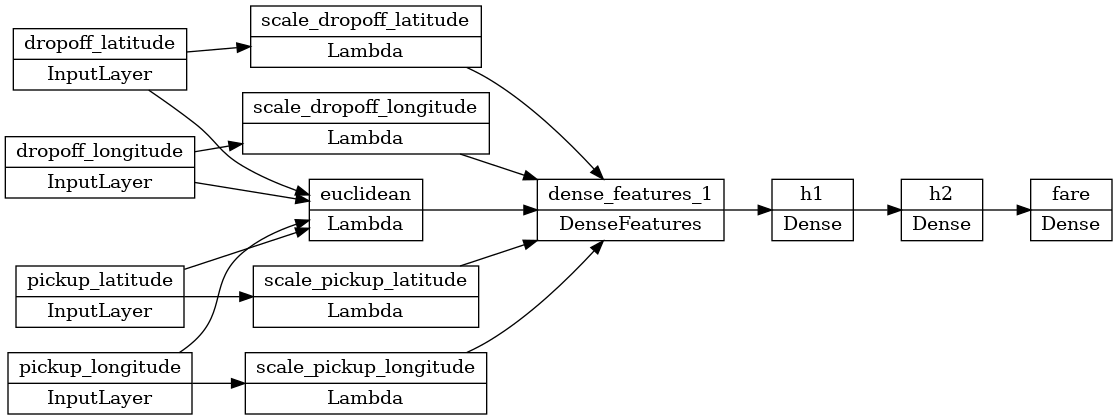 dropoff_latitude
InputLayer
scale_dropoff_latitude
Lambda
dropoff_longitude
InputLayer
scale_dropoff_longitude
Lambda
euclidean
Lambda
pickup_latitude
InputLayer
scale_pickup_latitude
Lambda
pickup_longitude
InputLayer
scale_pickup_longitude
Lambda
dense_features_1
DenseFeatures
h1
Dense
h2
Dense
fare
Dense